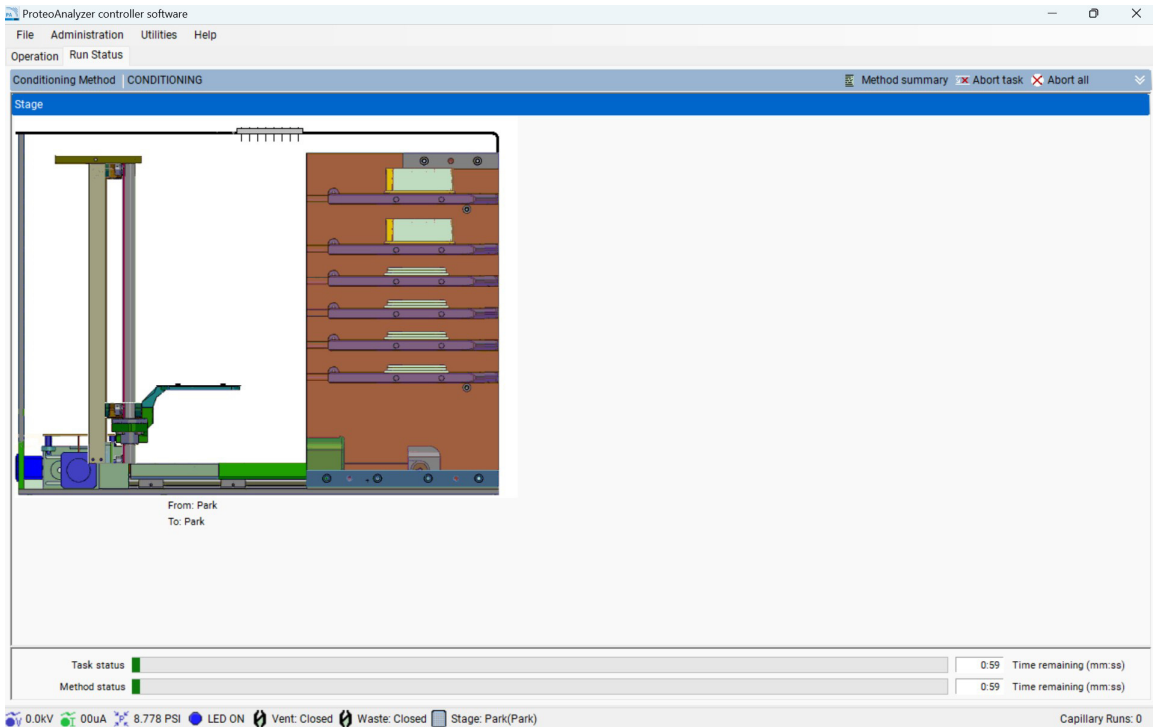 ProteoAnalyzer controller software
File Administration Utilities Help
Operation Run Status
Conditioning Method CONDITIONING Method summary Abort task Abort all
Stage
From: Park
To: Park
Task status 0:59 Time remaining (mm:ss)
Method status 0:59 Time remaining (mm:ss)
0.0kV 00uA 8.778 PSI LED ON Vent: Closed Waste: Closed Stage: Park(Park) Capillary Runs: 0